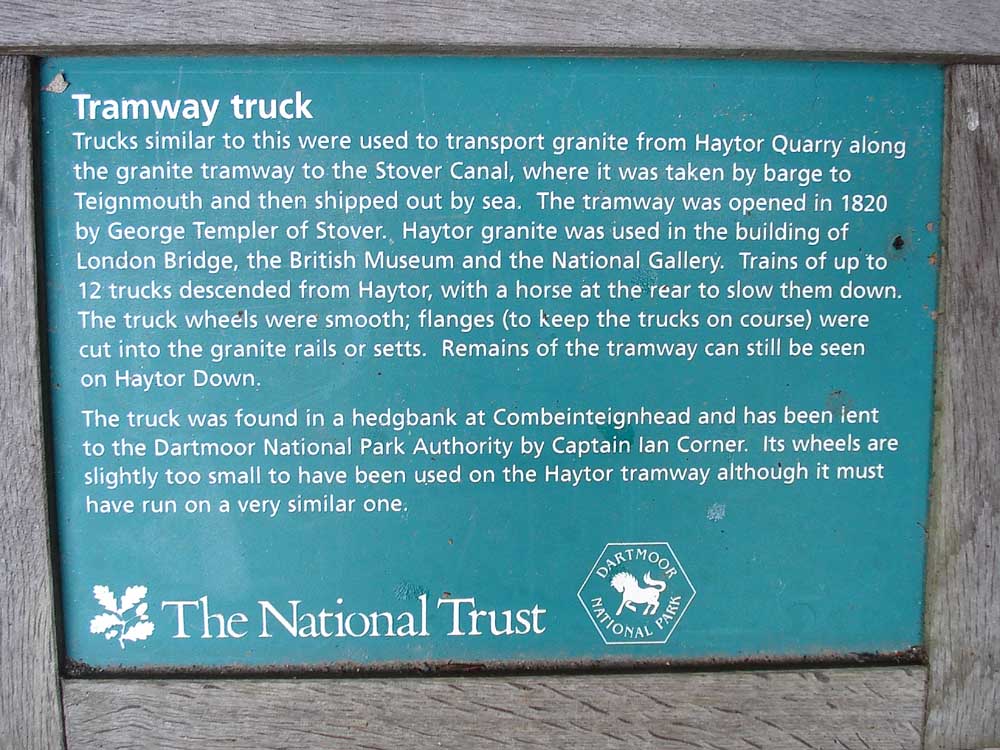 Tramway truck
Trucks similar to this were used to transport granite from Haytor Quarry along
the granite tramway to the Stover Canal, where it was taken by barge to
Teignmouth and then shipped out by sea. The tramway was opened in 1820
by George Templer of Stover. Haytor granite was used in the building of
London Bridge, the British Museum and the National Gallery. Trains of up to
12 trucks descended from Haytor, with a horse at the rear to slow them down.
The truck wheels were smooth; flanges (to keep the trucks on course) were
cut into the granite rails or setts. Remains of the tramway can still be seen
on Haytor Down.
The truck was found in a hedgbank at Combeinteignhead and has been lent
to the Dartmoor National Park Authority by Captain Ian Corner. Its wheels are
slightly too small to have been used on the Haytor tramway although it must
have run on a very similar one.
The National Trust
DARTMOOR
NATIONAL PARK